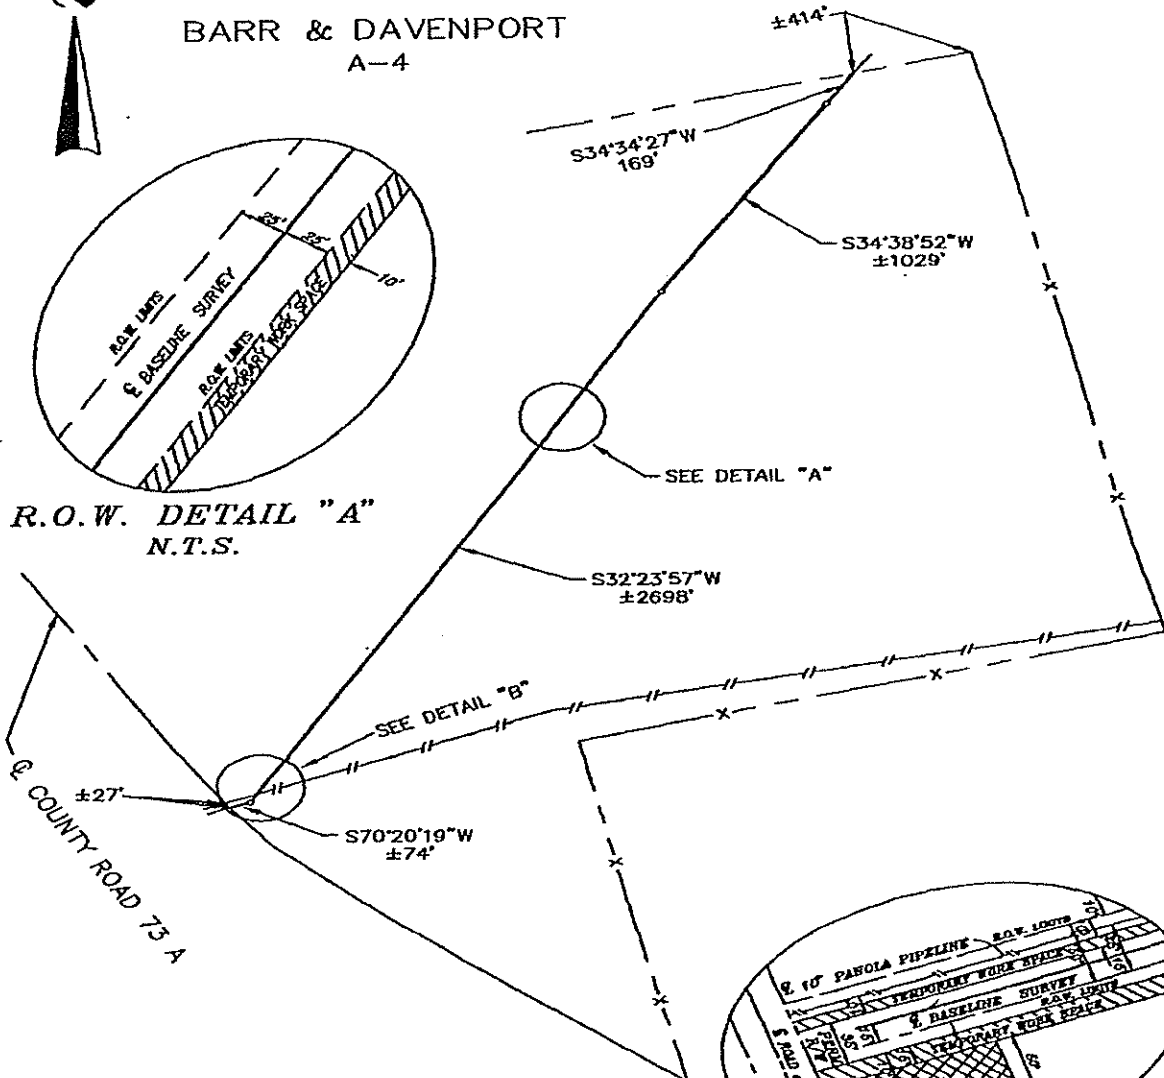 BARR & DAVENPORT
A-4
±414'
S34°34'27"W
169'
S34°38'52"W
±1029'
25'
25'
10'
R.O.W. LIMITS
℄ BASELINE SURVEY
R.O.W. LIMITS
TEMPORARY WORK SPACE
R.O.W. DETAIL "A"
N.T.S.
SEE DETAIL "A"
S32°23'57"W
±2698'
SEE DETAIL "B"
±27'
S70°20'19"W
±74'
℄ COUNTY ROAD 73 A
℄ 10" PANOLA PIPELINE
R.O.W. LIMITS
TEMPORARY WORK SPACE
℄ BASELINE SURVEY
R.O.W. LIMITS
TEMPORARY WORK SPACE
℄ ROAD